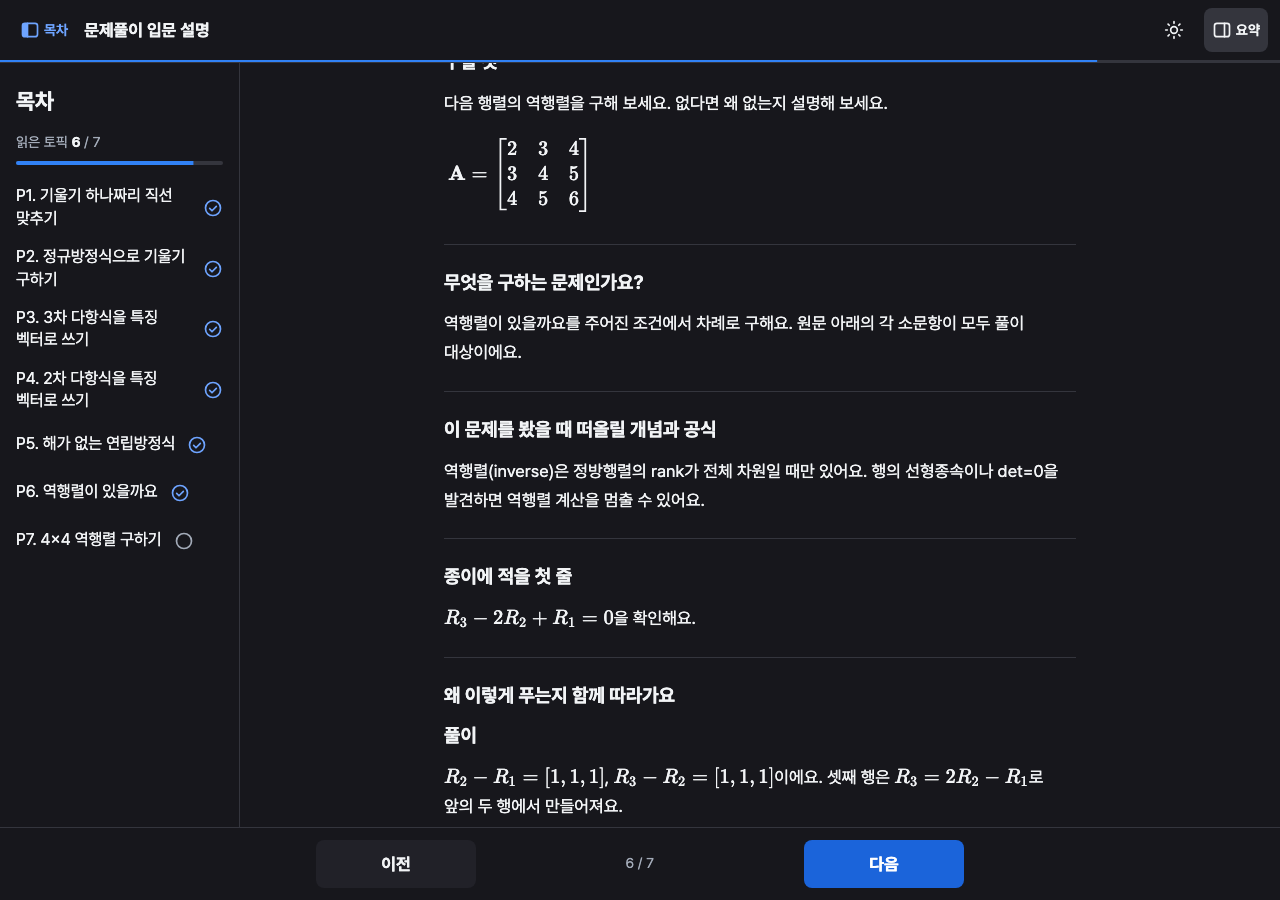 목차 문제풀이 입문 설명 요약
목차
읽은 토픽 6 / 7
P1. 기울기 하나짜리 직선
맞추기
P2. 정규방정식으로 기울기
구하기
P3. 3차 다항식을 특징
벡터로 쓰기
P4. 2차 다항식을 특징
벡터로 쓰기
P5. 해가 없는 연립방정식
P6. 역행렬이 있을까요
P7. 4×4 역행렬 구하기
다음 행렬의 역행렬을 구해 보세요. 없다면 왜 없는지 설명해 보세요.
2 3 4
A = 3 4 5
4 5 6
무엇을 구하는 문제인가요?
역행렬이 있을까요를 주어진 조건에서 차례로 구해요. 원문 아래의 각 소문항이 모두 풀이
대상이에요.
이 문제를 봤을 때 떠올릴 개념과 공식
역행렬(inverse)은 정방행렬의 rank가 전체 차원일 때만 있어요. 행의 선형종속이나 det=0을
발견하면 역행렬 계산을 멈출 수 있어요.
종이에 적을 첫 줄
R₃ − 2R₂ + R₁ = 0을 확인해요.
왜 이렇게 푸는지 함께 따라가요
풀이
R₂ − R₁ = [1, 1, 1], R₃ − R₂ = [1, 1, 1]이에요. 셋째 행은 R₃ = 2R₂ − R₁로
앞의 두 행에서 만들어져요.
이전 6 / 7 다음